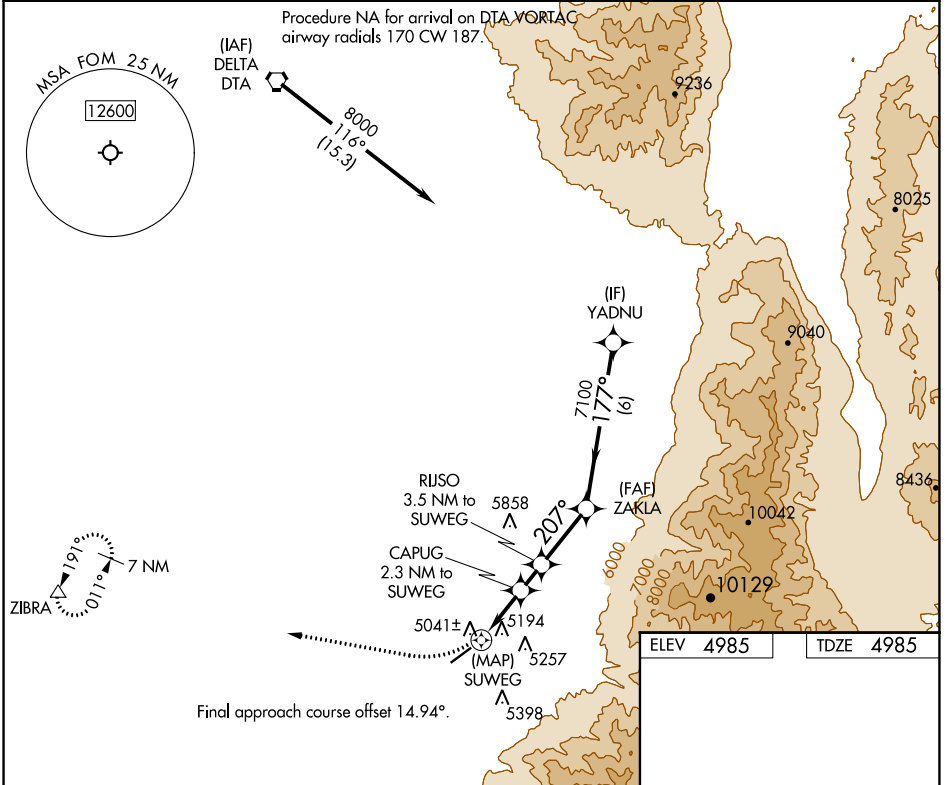 Procedure NA for arrival on DTA VORTAC
airway radials 170 CW 187.
MSA FOM 25 NM
12600
(IAF)
DELTA
DTA
8000
116°
(15.3)
9236
8025
(IF)
YADNU
9040
7100
177°
(6)
8436
RIJSO
3.5 NM to
SUWEG
5858
207°
(FAF)
ZAKLA
10042
CAPUG
2.3 NM to
SUWEG
6000
7000
8000
10129
191°
011°
7 NM
ZIBRA
5041±
5194
5257
(MAP)
SUWEG
5398
Final approach course offset 14.94°.
ELEV 4985
TDZE 4985